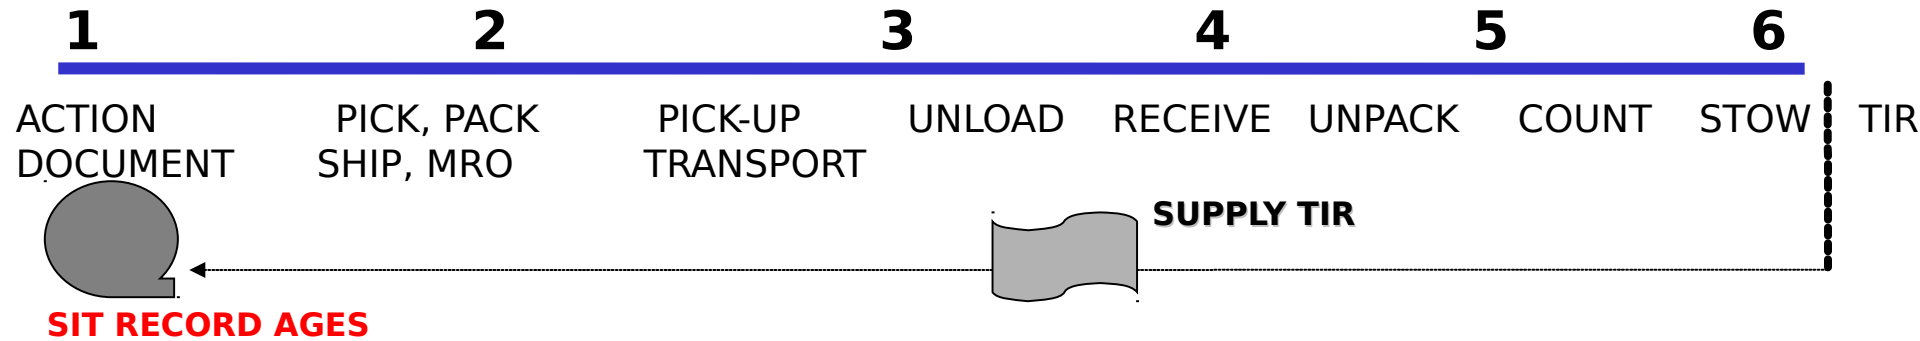 1 2 3 4 5 6
ACTION PICK, PACK PICK-UP UNLOAD RECEIVE UNPACK COUNT STOW TIR
DOCUMENT SHIP, MRO TRANSPORT
SUPPLY TIR
SIT RECORD AGES